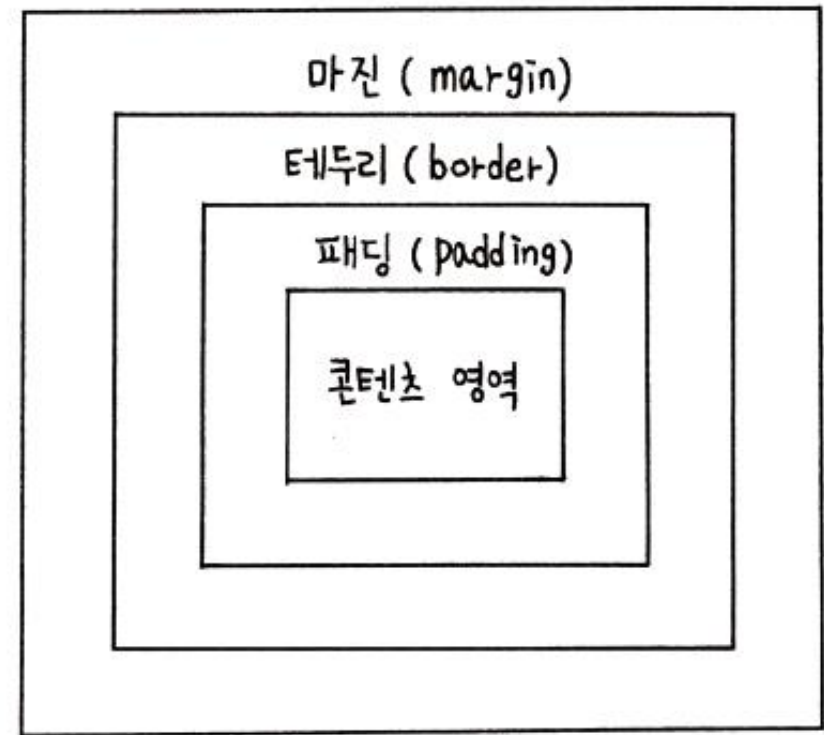 마진 ( margin)
테두리 ( border)
패딩 ( padding)
콘텐츠 영역